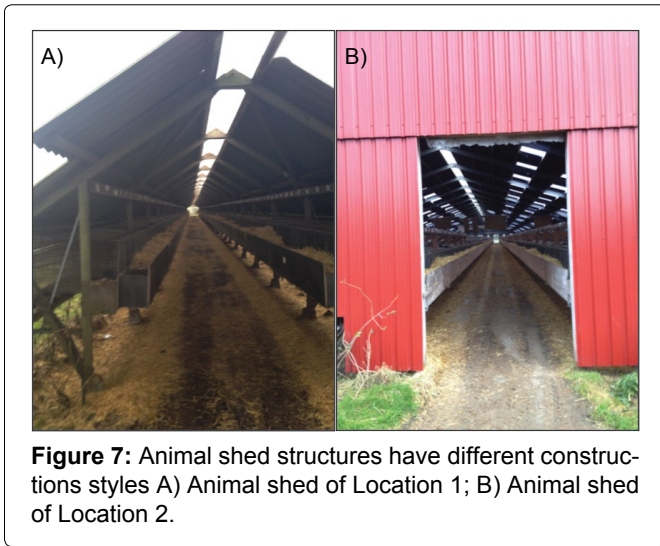 A)
B)
Figure 7: Animal shed structures have different construc-
tions styles A) Animal shed of Location 1; B) Animal shed
of Location 2.